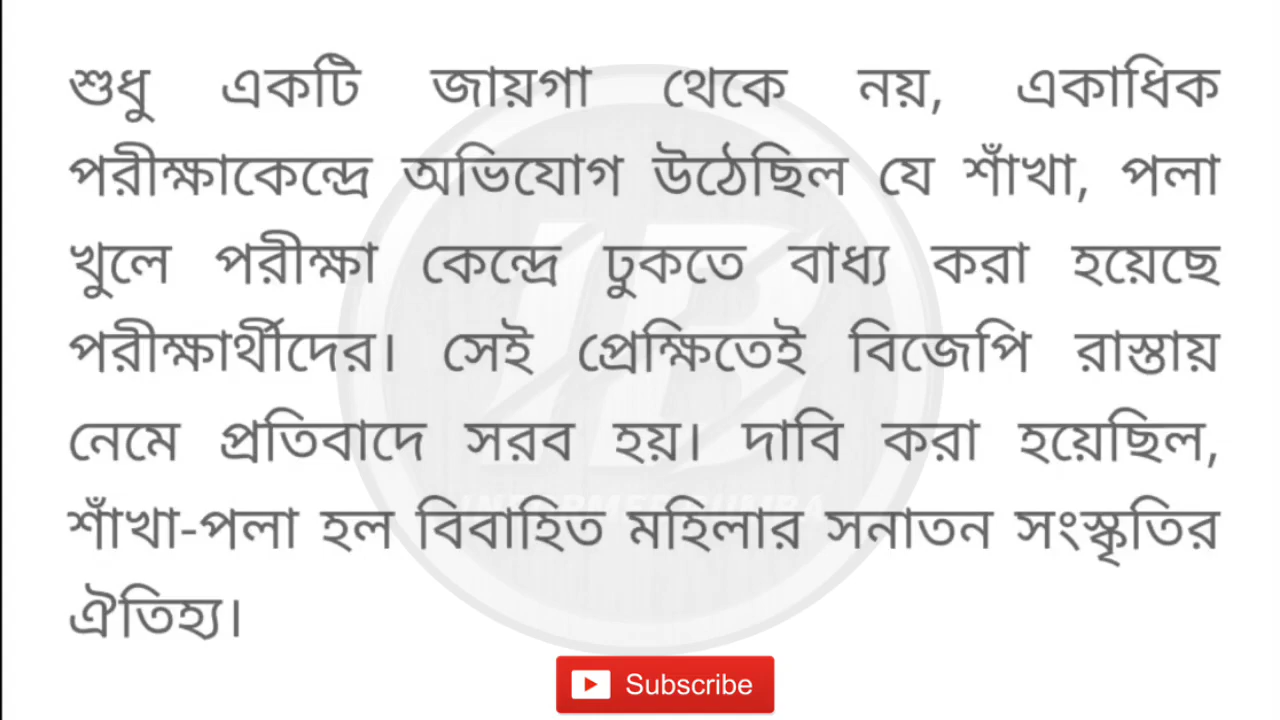 শুধু একটি জায়গা থেকে নয়, একাধিক
পরীক্ষাকেন্দ্রে অভিযোগ উঠেছিল যে শাঁখা, পলা
খুলে পরীক্ষা কেন্দ্রে ঢুকতে বাধ্য করা হয়েছে
পরীক্ষার্থীদের। সেই প্রেক্ষিতেই বিজেপি রাস্তায়
নেমে প্রতিবাদে সরব হয়। দাবি করা হয়েছিল,
শাঁখা-পলা হল বিবাহিত মহিলার সনাতন সংস্কৃতির
ঐতিহ্য।
Subscribe